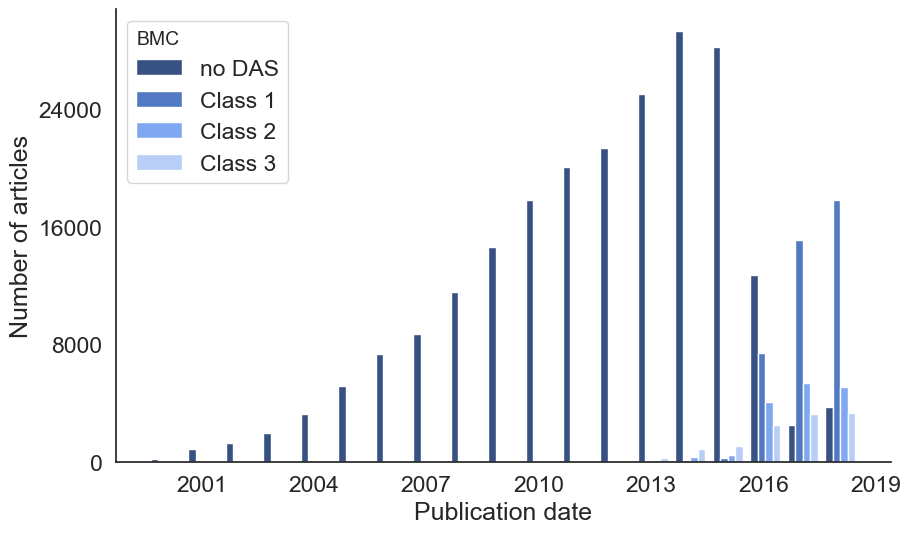 BMC
no DAS
Class 1
Class 2
Class 3
24000
16000
8000
0
Number of articles
2001 2004 2007 2010 2013 2016 2019
Publication date